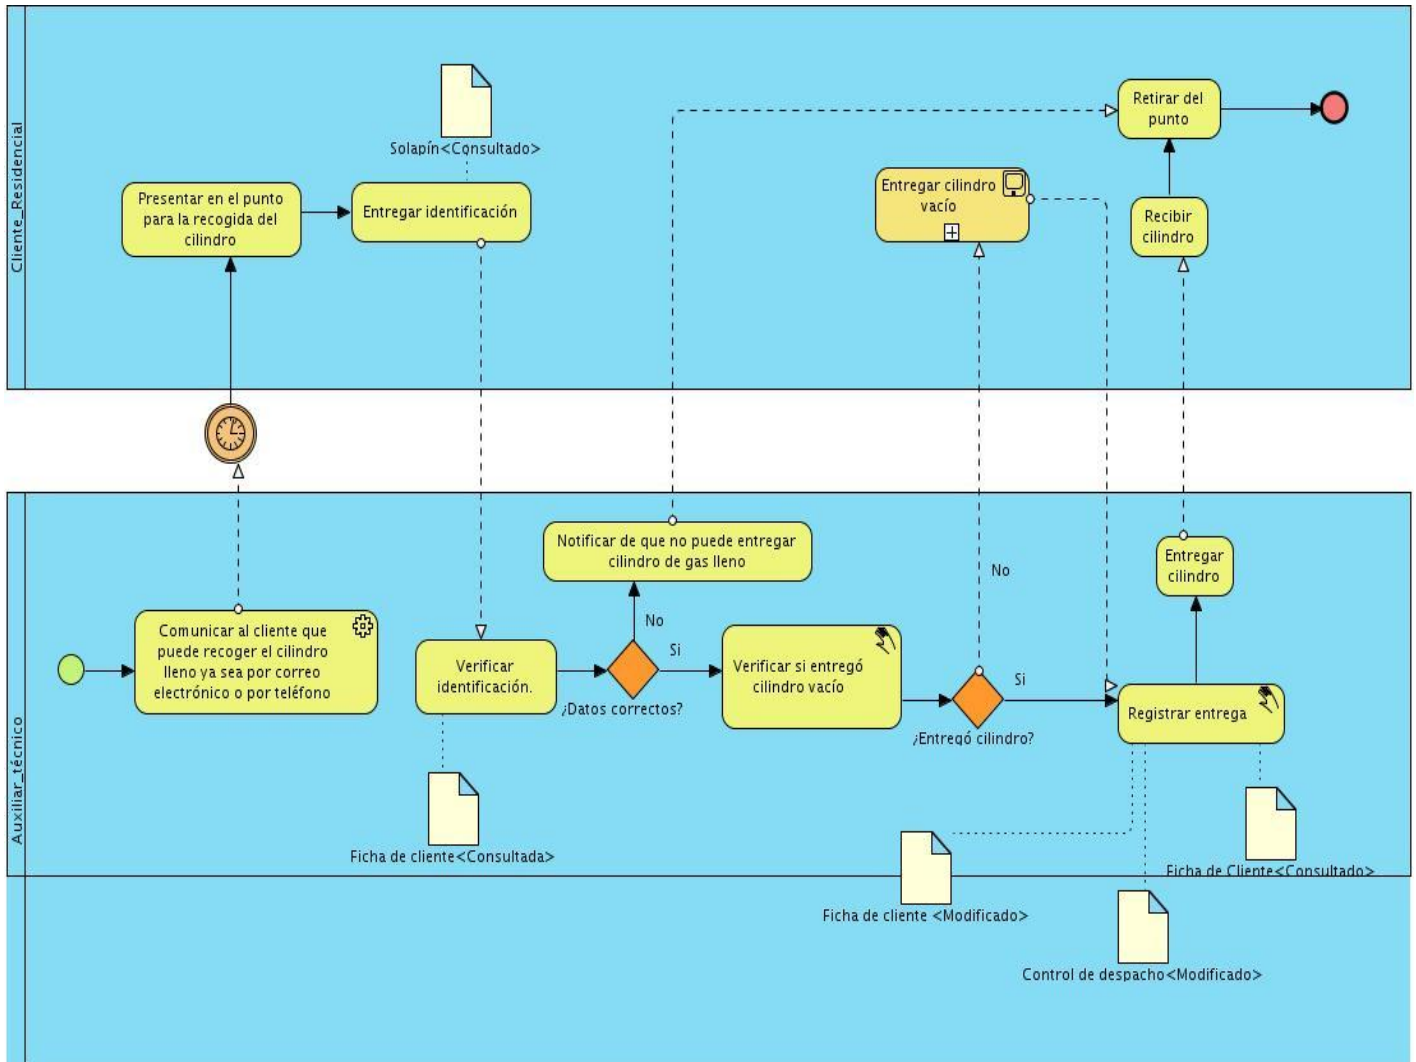 Cliente_Residencial
Solapín<Consultado>
Presentar en el punto
para la recogida del
cilindro
Entregar identificación
Entregar cilindro
vacío
Retirar del
punto
Recibir
cilindro
Auxiliar_técnico
Comunicar al cliente que
puede recoger el cilindro
lleno ya sea por correo
electrónico o por teléfono
Verificar
identificación.
Notificar de que no puede entregar
cilindro de gas lleno
No
Si
¿Datos correctos?
Verificar si entregó
cilindro vacío
No
Si
¿Entregó cilindro?
Entregar
cilindro
Registrar entrega
Ficha de cliente<Consultada>
Ficha de Cliente<Consultado>
Ficha de cliente <Modificado>
Control de despacho<Modificado>